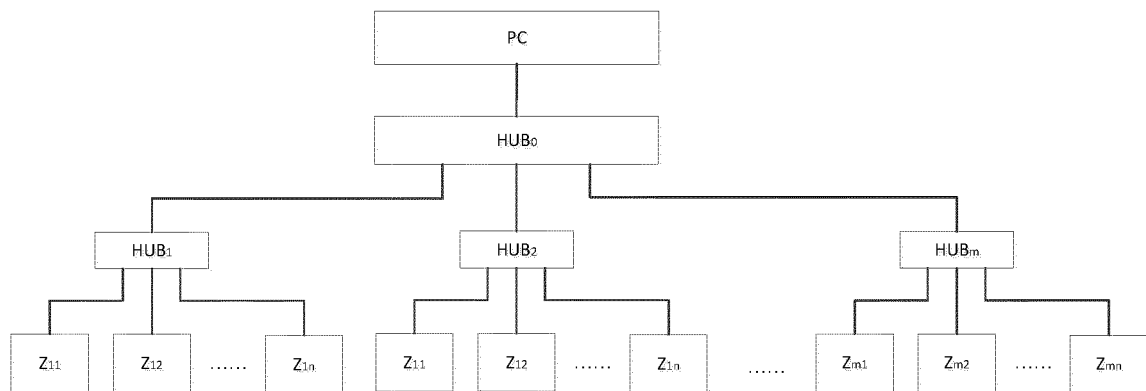 PC
HUB₀
HUB₁ HUB₂ HUBₘ
Z₁₁ Z₁₂ ...... Z₁ₙ Z₁₁ Z₁₂ ...... Z₁ₙ ...... Zₘ₁ Zₘ₂ ...... Zₘₙ